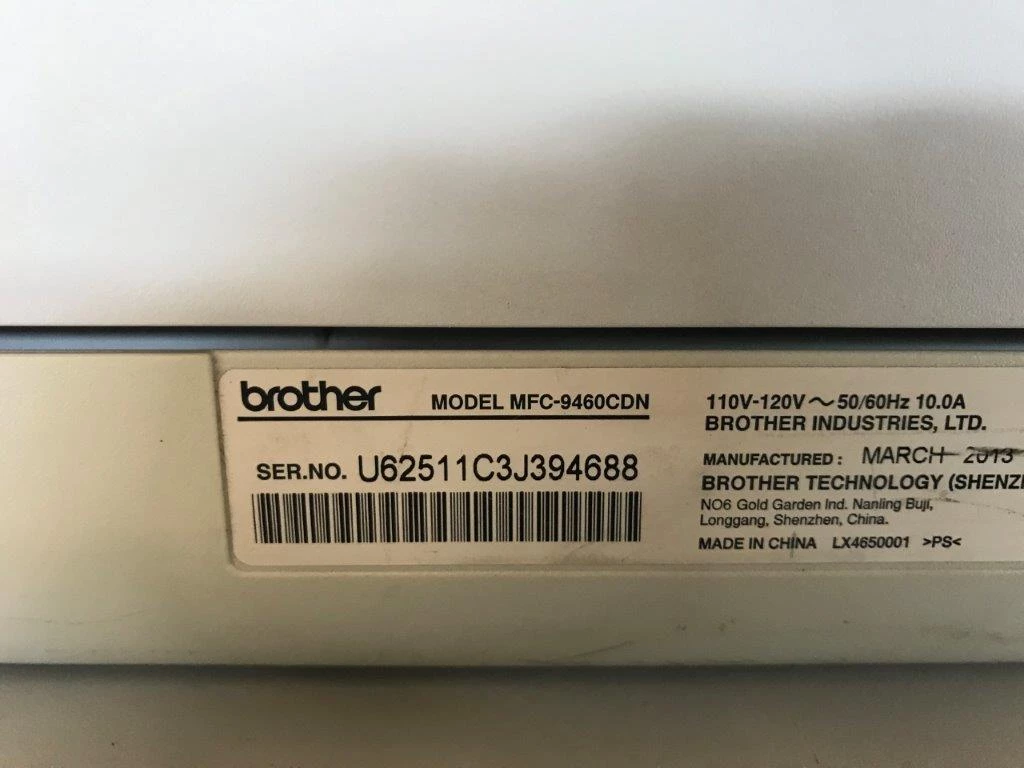 brother MODEL MFC-9460CDN
SER.NO. U62511C3J394688
110V-120V ～ 50/60Hz 10.0A
BROTHER INDUSTRIES, LTD.
MANUFACTURED : MARCH 2013
BROTHER TECHNOLOGY (SHENZ
NO6 Gold Garden Ind. Nanling Buji,
Longgang, Shenzhen, China.
MADE IN CHINA LX4650001 >PS<